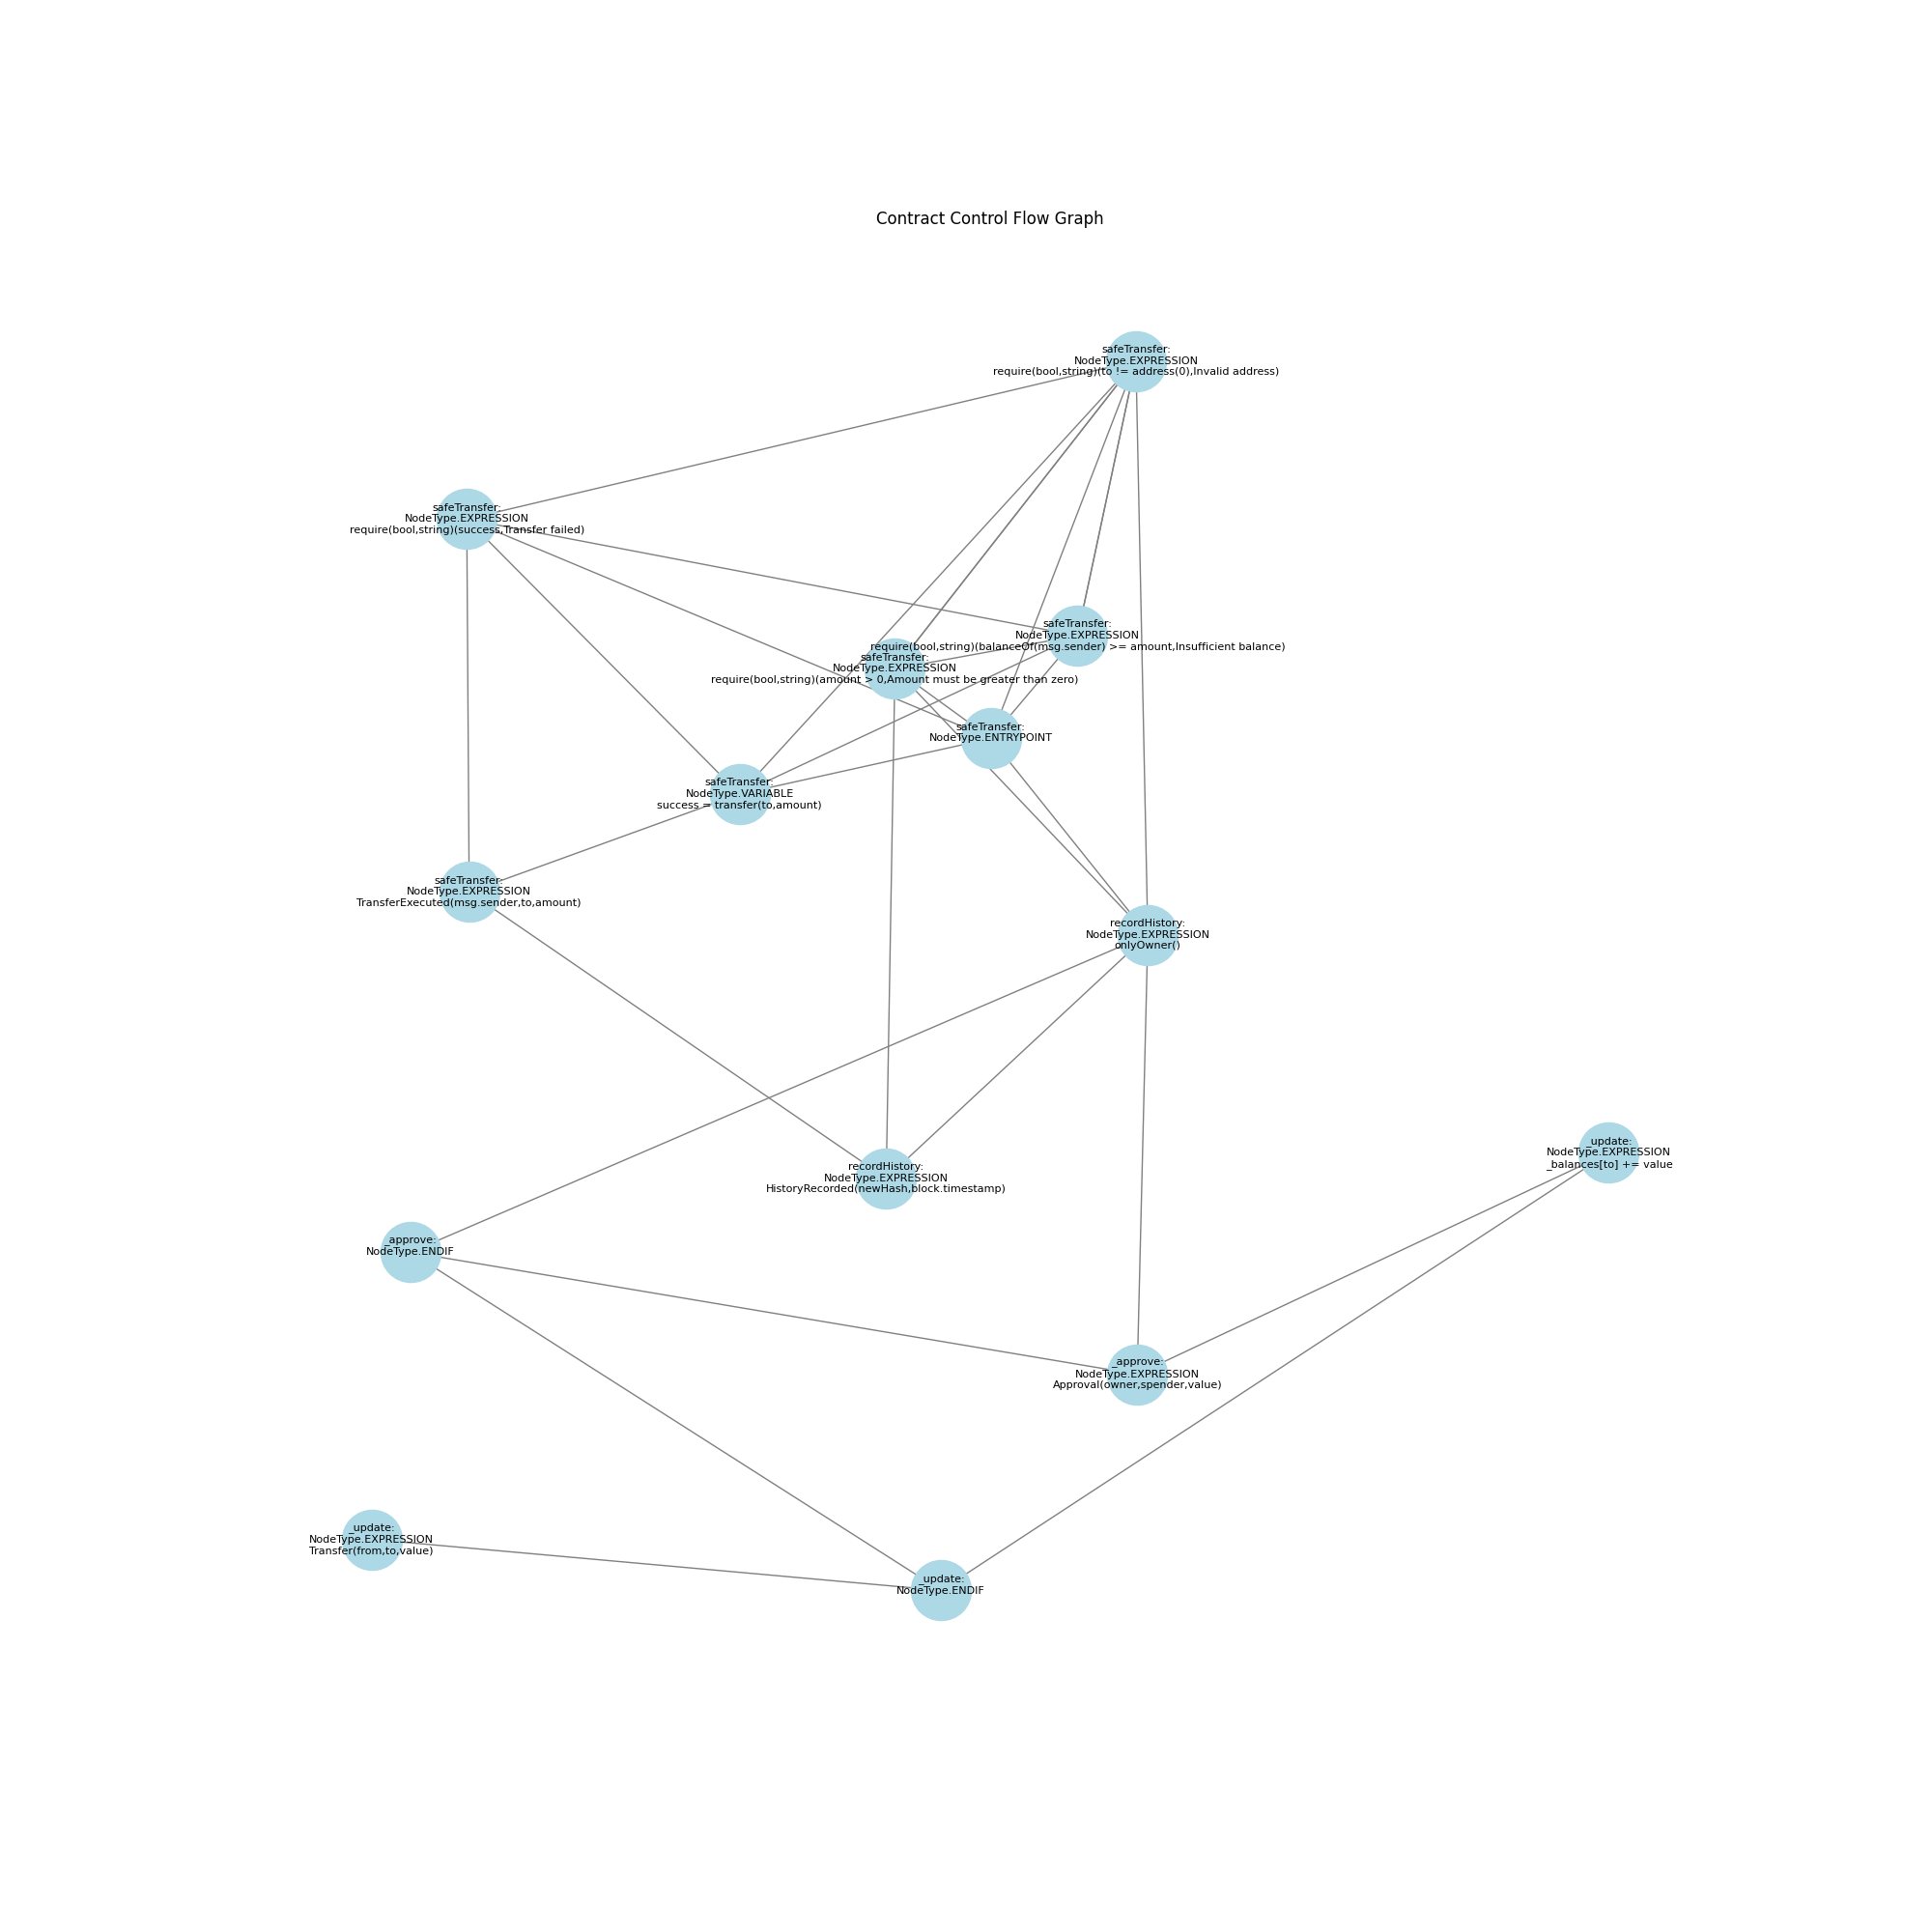 Contract Control Flow Graph
safeTransfer:
NodeType.EXPRESSION
require(bool,string)(to != address(0),Invalid address)
safeTransfer:
NodeType.EXPRESSION
require(bool,string)(success,Transfer failed)
safeTransfer:
NodeType.EXPRESSION
require(bool,string)(balanceOf(msg.sender) >= amount,Insufficient balance)
safeTransfer:
NodeType.EXPRESSION
require(bool,string)(amount > 0,Amount must be greater than zero)
safeTransfer:
NodeType.ENTRYPOINT
safeTransfer:
NodeType.VARIABLE
success = transfer(to,amount)
safeTransfer:
NodeType.EXPRESSION
TransferExecuted(msg.sender,to,amount)
recordHistory:
NodeType.EXPRESSION
onlyOwner()
recordHistory:
NodeType.EXPRESSION
HistoryRecorded(newHash,block.timestamp)
_update:
NodeType.EXPRESSION
_balances[to] += value
_approve:
NodeType.ENDIF
_approve:
NodeType.EXPRESSION
Approval(owner,spender,value)
_update:
NodeType.EXPRESSION
Transfer(from,to,value)
_update:
NodeType.ENDIF